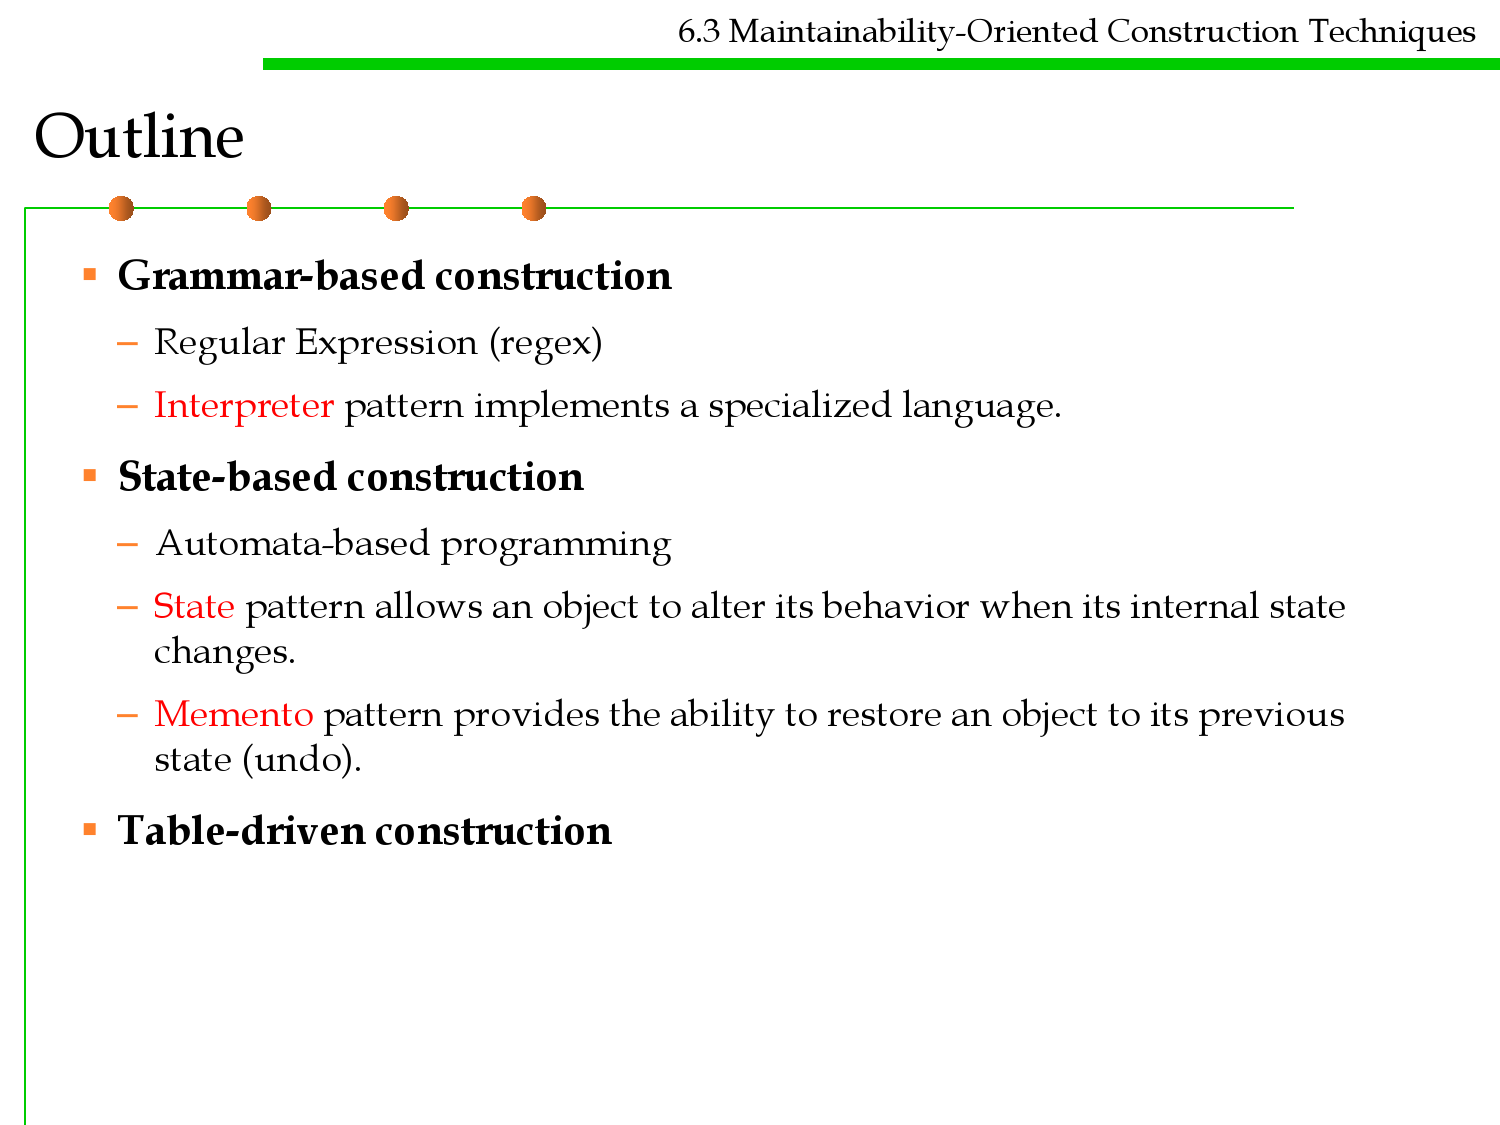 6.3 Maintainability-Oriented Construction Techniques
Outline
▪ Grammar-based construction
– Regular Expression (regex)
– Interpreter pattern implements a specialized language.
▪ State-based construction
– Automata-based programming
– State pattern allows an object to alter its behavior when its internal state
changes.
– Memento pattern provides the ability to restore an object to its previous
state (undo).
▪ Table-driven construction